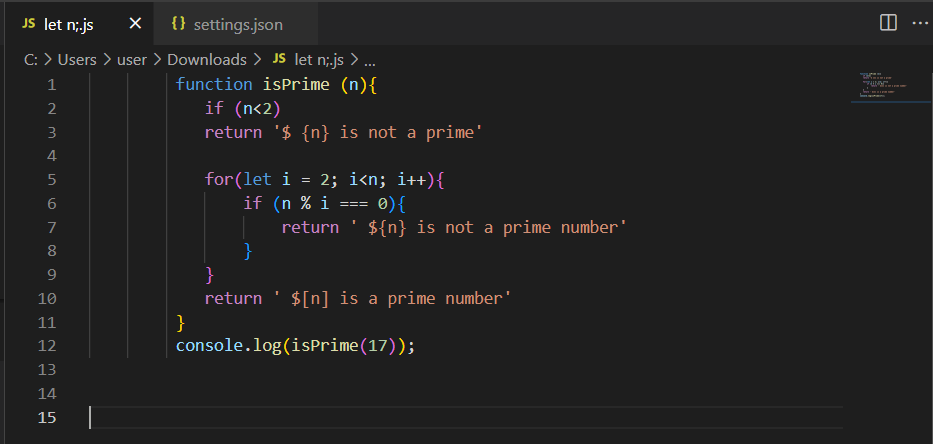 JS let n;.js ×
{} settings.json
...
C: > Users > user > Downloads > JS let n;.js > ...
1 function isPrime (n){
2 if (n<2)
3 return '$ {n} is not a prime'
4
5 for(let i = 2; i<n; i++){
6 if (n % i === 0){
7 return ' ${n} is not a prime number'
8 }
9 }
10 return ' $[n] is a prime number'
11 }
12 console.log(isPrime(17));
13
14
15